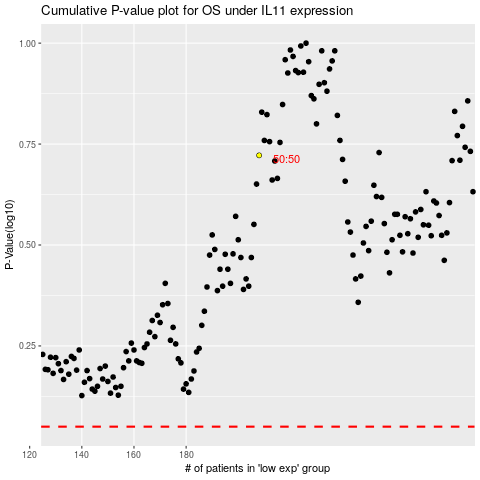 Cumulative P-value plot for OS under IL11 expression
P-Value(log10)
1.00
0.75
0.50
0.25
50:50
120 140 160 180
# of patients in 'low exp' group